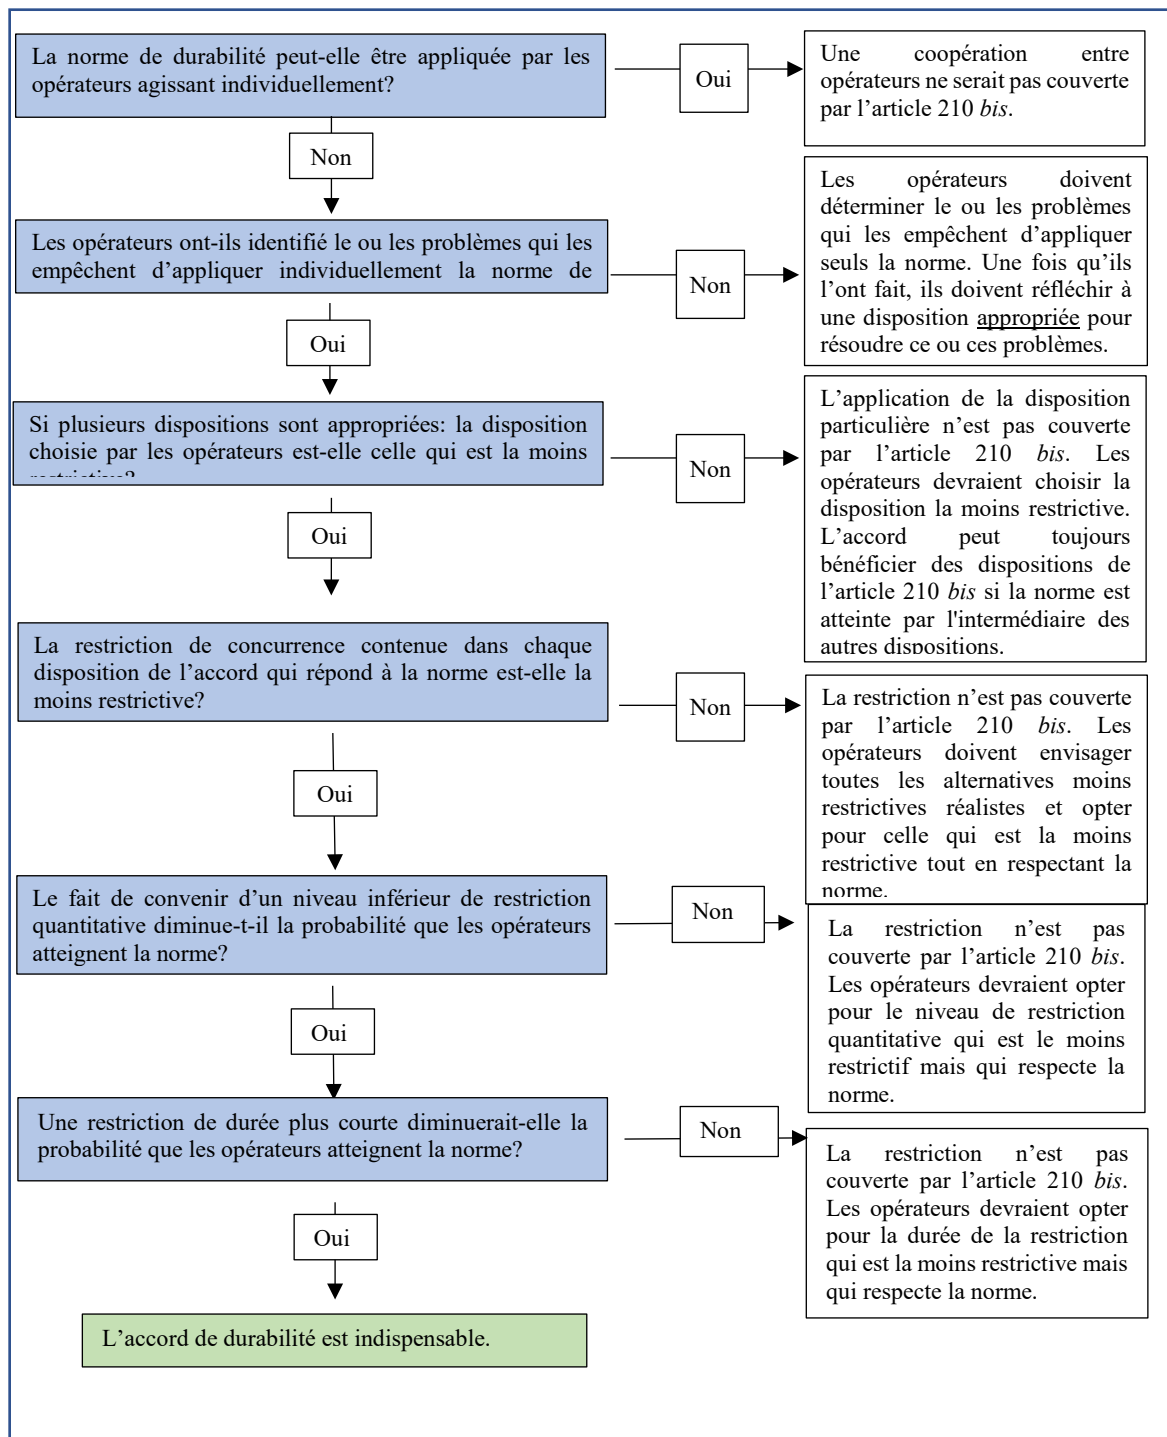 La norme de durabilité peut-elle être appliquée par les
opérateurs agissant individuellement?
Oui
Une coopération entre
opérateurs ne serait pas couverte
par l’article 210 bis.
Non
Les opérateurs ont-ils identifié le ou les problèmes qui les
empêchent d’appliquer individuellement la norme de
Non
Les opérateurs doivent
déterminer le ou les problèmes
qui les empêchent d’appliquer
seuls la norme. Une fois qu’ils
l’ont fait, ils doivent réfléchir à
une disposition appropriée pour
résoudre ce ou ces problèmes.
Oui
Si plusieurs dispositions sont appropriées: la disposition
choisie par les opérateurs est-elle celle qui est la moins
restrictive?
Non
L’application de la disposition
particulière n’est pas couverte
par l’article 210 bis. Les
opérateurs devraient choisir la
disposition la moins restrictive.
L’accord peut toujours
bénéficier des dispositions de
l’article 210 bis si la norme est
atteinte par l'intermédiaire des
autres dispositions.
Oui
La restriction de concurrence contenue dans chaque
disposition de l’accord qui répond à la norme est-elle la
moins restrictive?
Non
La restriction n’est pas couverte
par l’article 210 bis. Les
opérateurs doivent envisager
toutes les alternatives moins
restrictives réalistes et opter
pour celle qui est la moins
restrictive tout en respectant la
norme.
Oui
Le fait de convenir d’un niveau inférieur de restriction
quantitative diminue-t-il la probabilité que les opérateurs
atteignent la norme?
Non
La restriction n’est pas
couverte par l’article 210 bis.
Les opérateurs devraient opter
pour le niveau de restriction
quantitative qui est le moins
restrictif mais qui respecte la
norme.
Oui
Une restriction de durée plus courte diminuerait-elle la
probabilité que les opérateurs atteignent la norme?
Non
La restriction n’est pas
couverte par l’article 210 bis.
Les opérateurs devraient opter
pour la durée de la restriction
qui est la moins restrictive mais
qui respecte la norme.
Oui
L’accord de durabilité est indispensable.